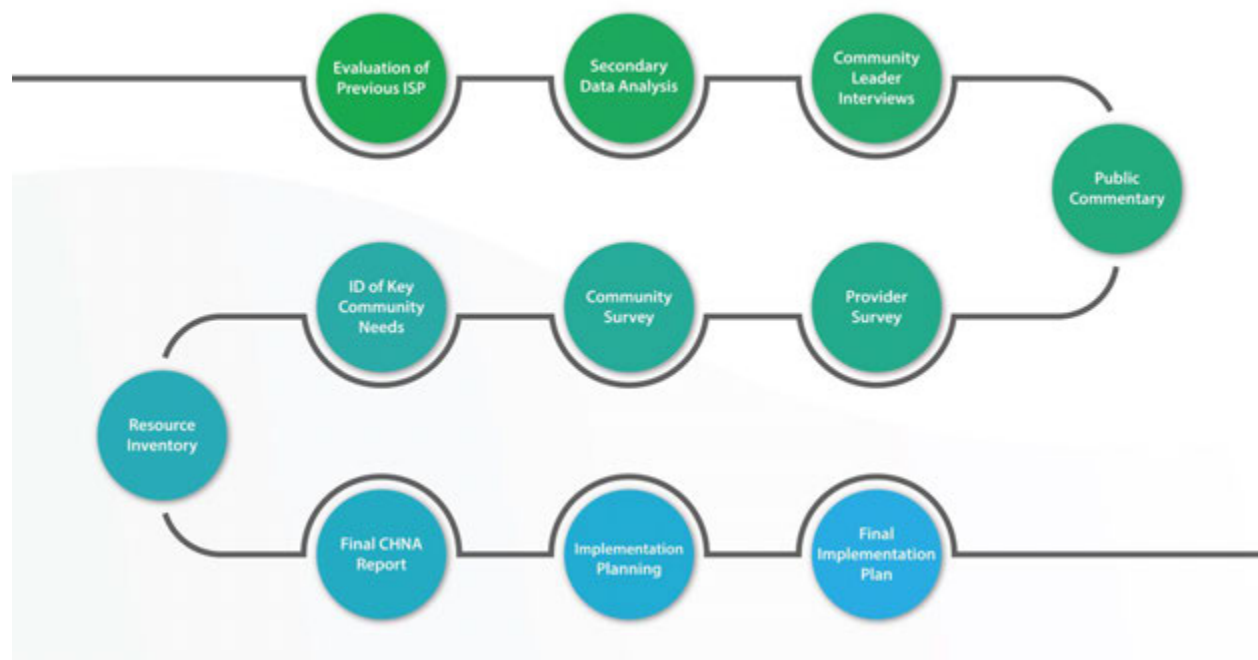 Evaluation of
Previous ISP
Secondary
Data Analysis
Community
Leader
Interviews
Public
Commentary
Provider
Survey
Community
Survey
ID of Key
Community
Needs
Resource
Inventory
Final CHNA
Report
Implementation
Planning
Final
Implementation
Plan